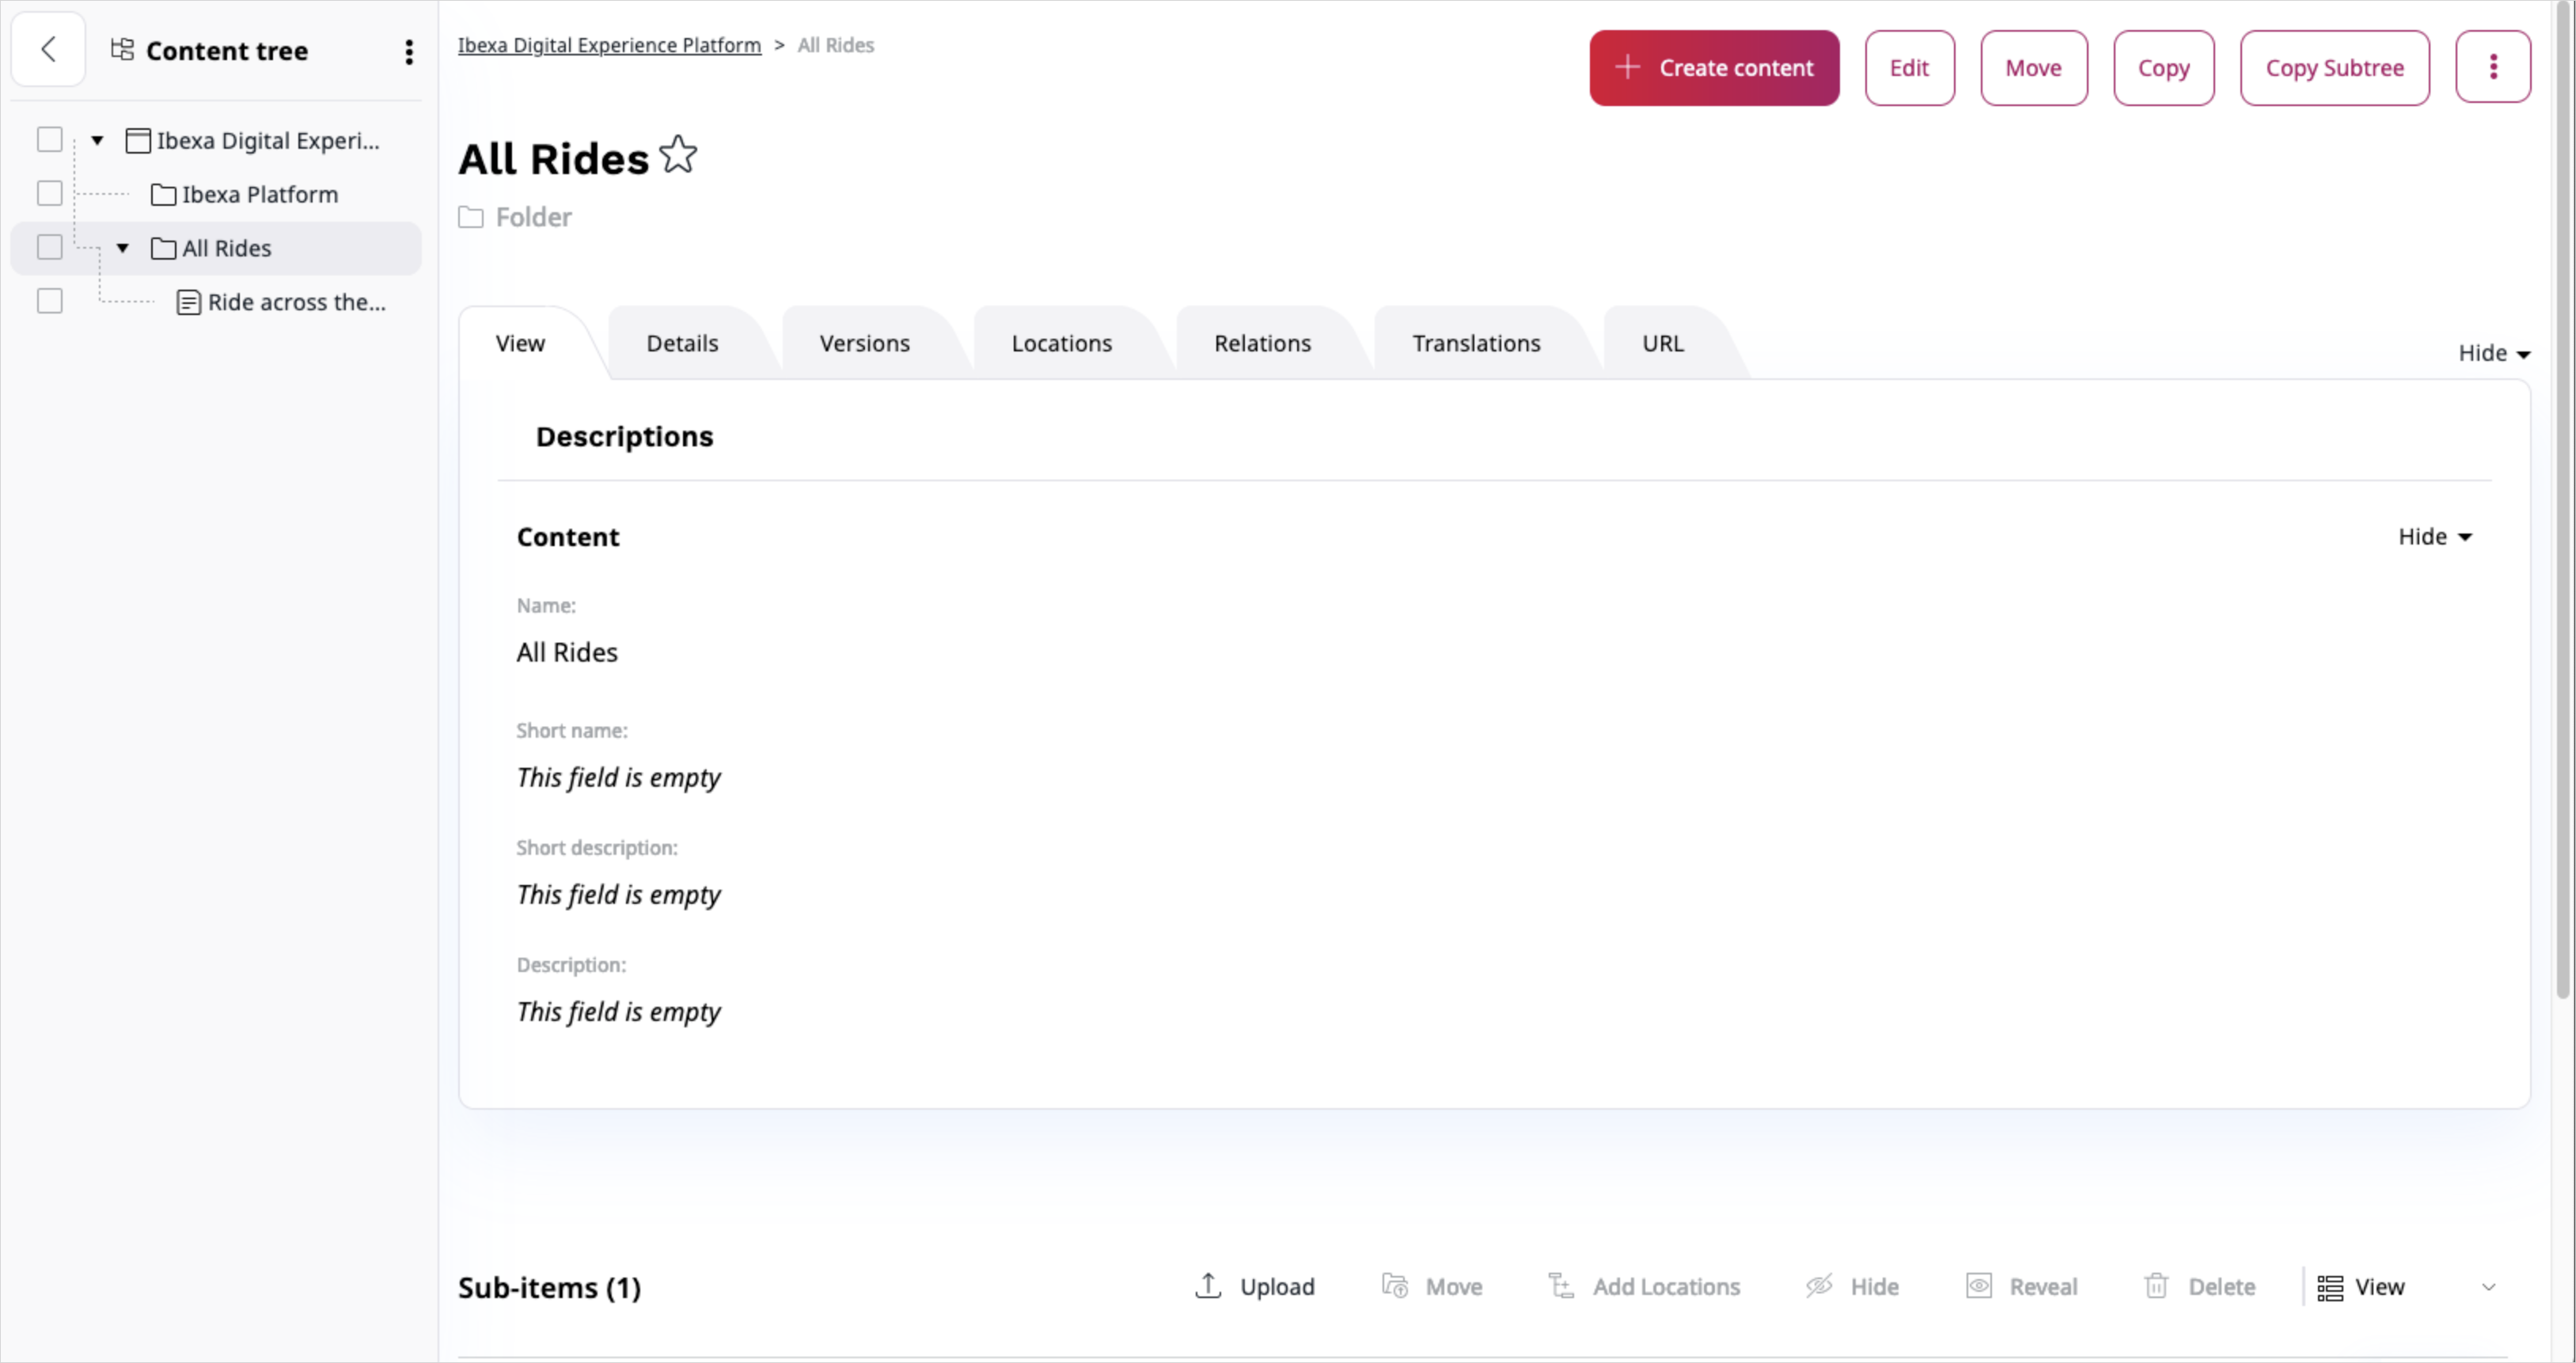 Content tree
Ibexa Digital Experi...
Ibexa Platform
All Rides
Ride across the...
Ibexa Digital Experience Platform > All Rides
Create content
Edit
Move
Copy
Copy Subtree
All Rides
Folder
View
Details
Versions
Locations
Relations
Translations
URL
Hide
Descriptions
Content
Hide
Name:
All Rides
Short name:
This field is empty
Short description:
This field is empty
Description:
This field is empty
Sub-items (1)
Upload
Move
Add Locations
Hide
Reveal
Delete
View